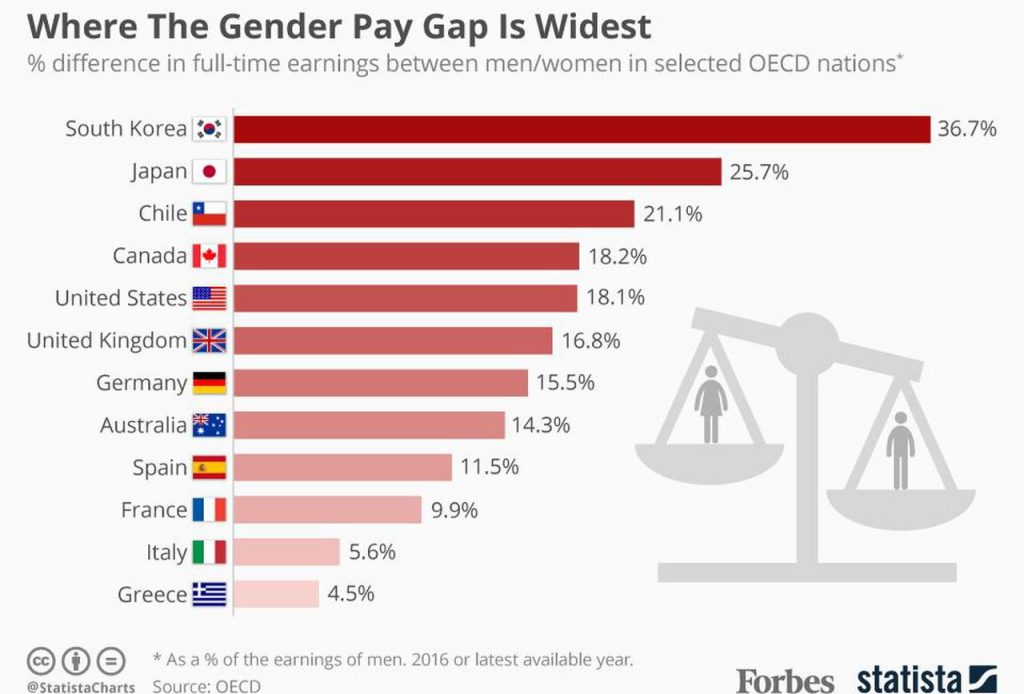 Where The Gender Pay Gap Is Widest
% difference in full-time earnings between men/women in selected OECD nations*
South Korea 36.7%
Japan 25.7%
Chile 21.1%
Canada 18.2%
United States 18.1%
United Kingdom 16.8%
Germany 15.5%
Australia 14.3%
Spain 11.5%
France 9.9%
Italy 5.6%
Greece 4.5%
cc
* As a % of the earnings of men. 2016 or latest available year.
@StatistaCharts Source: OECD
Forbes statista